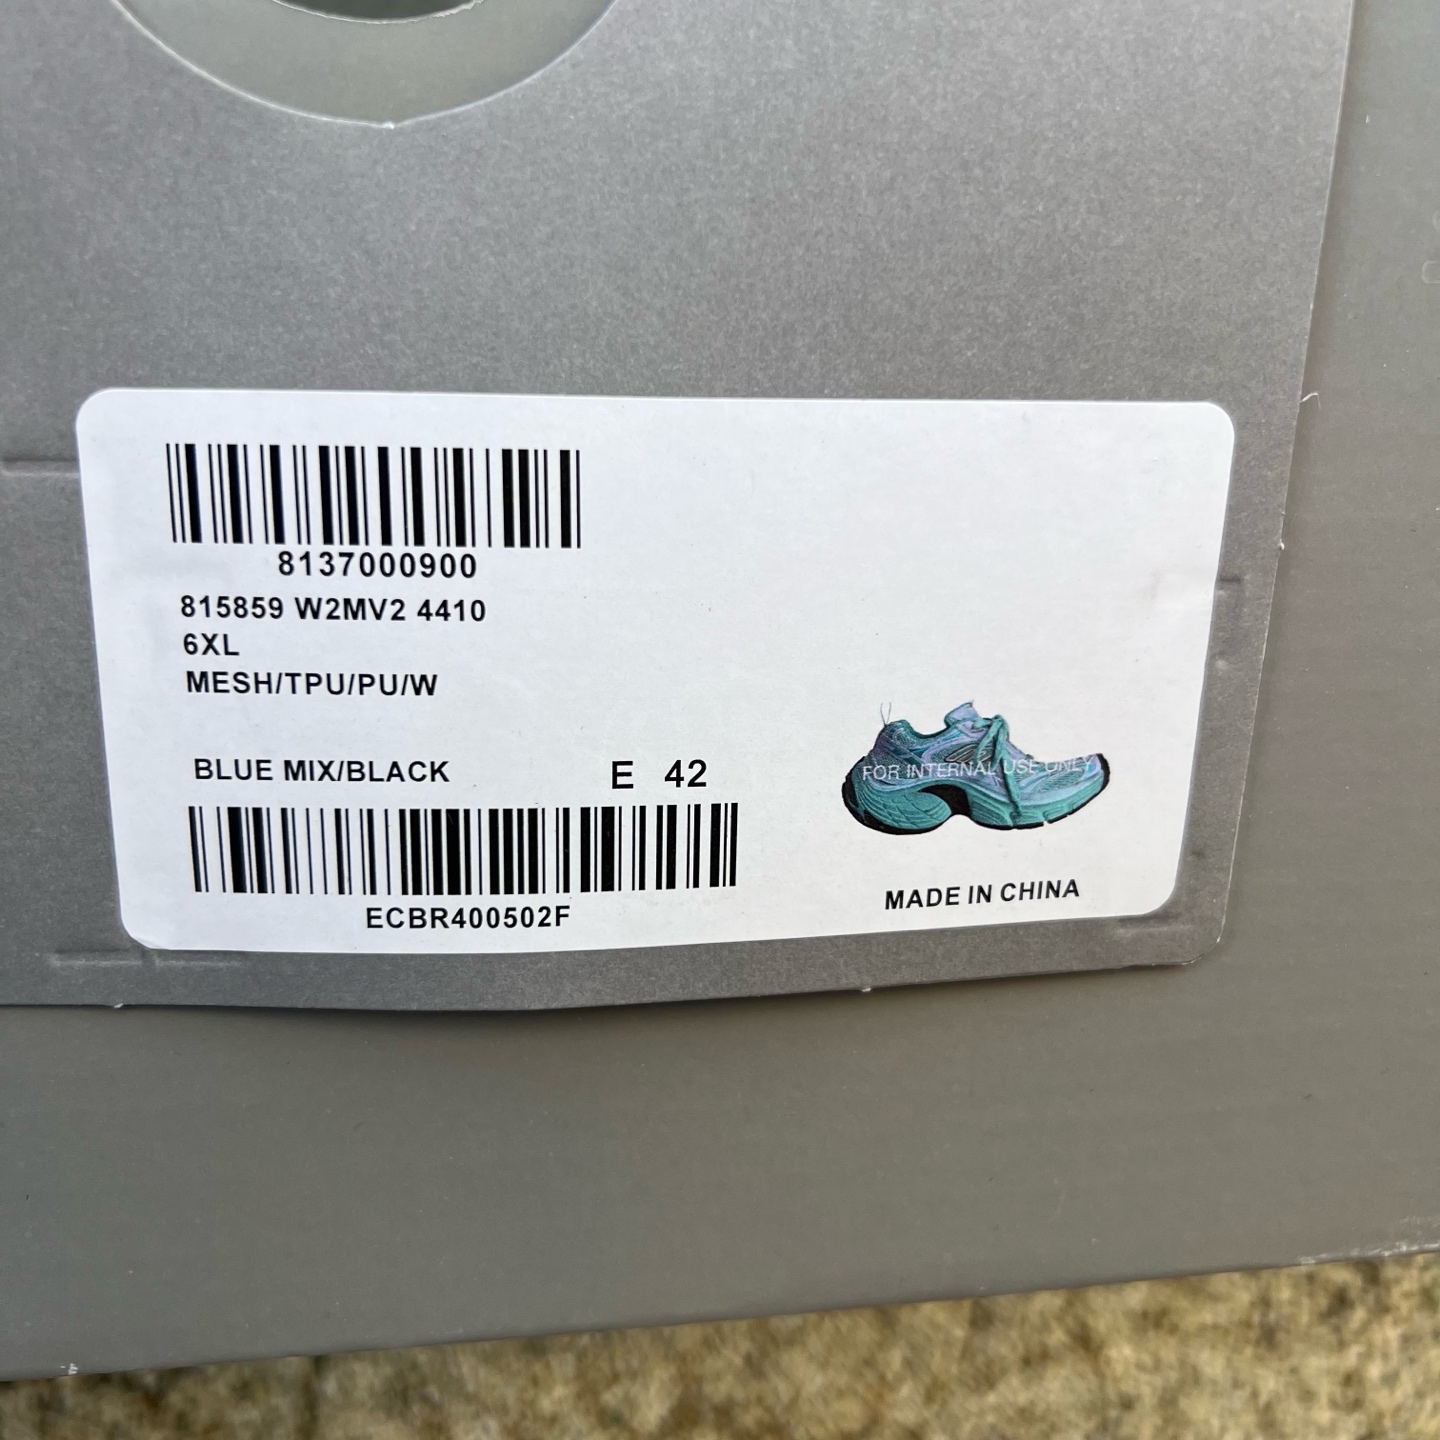 8137000900
815859 W2MV2 4410
6XL
MESH/TPU/PU/W
BLUE MIX/BLACK E 42
FOR INTERNAL USE ONLY
ECBR400502F
MADE IN CHINA